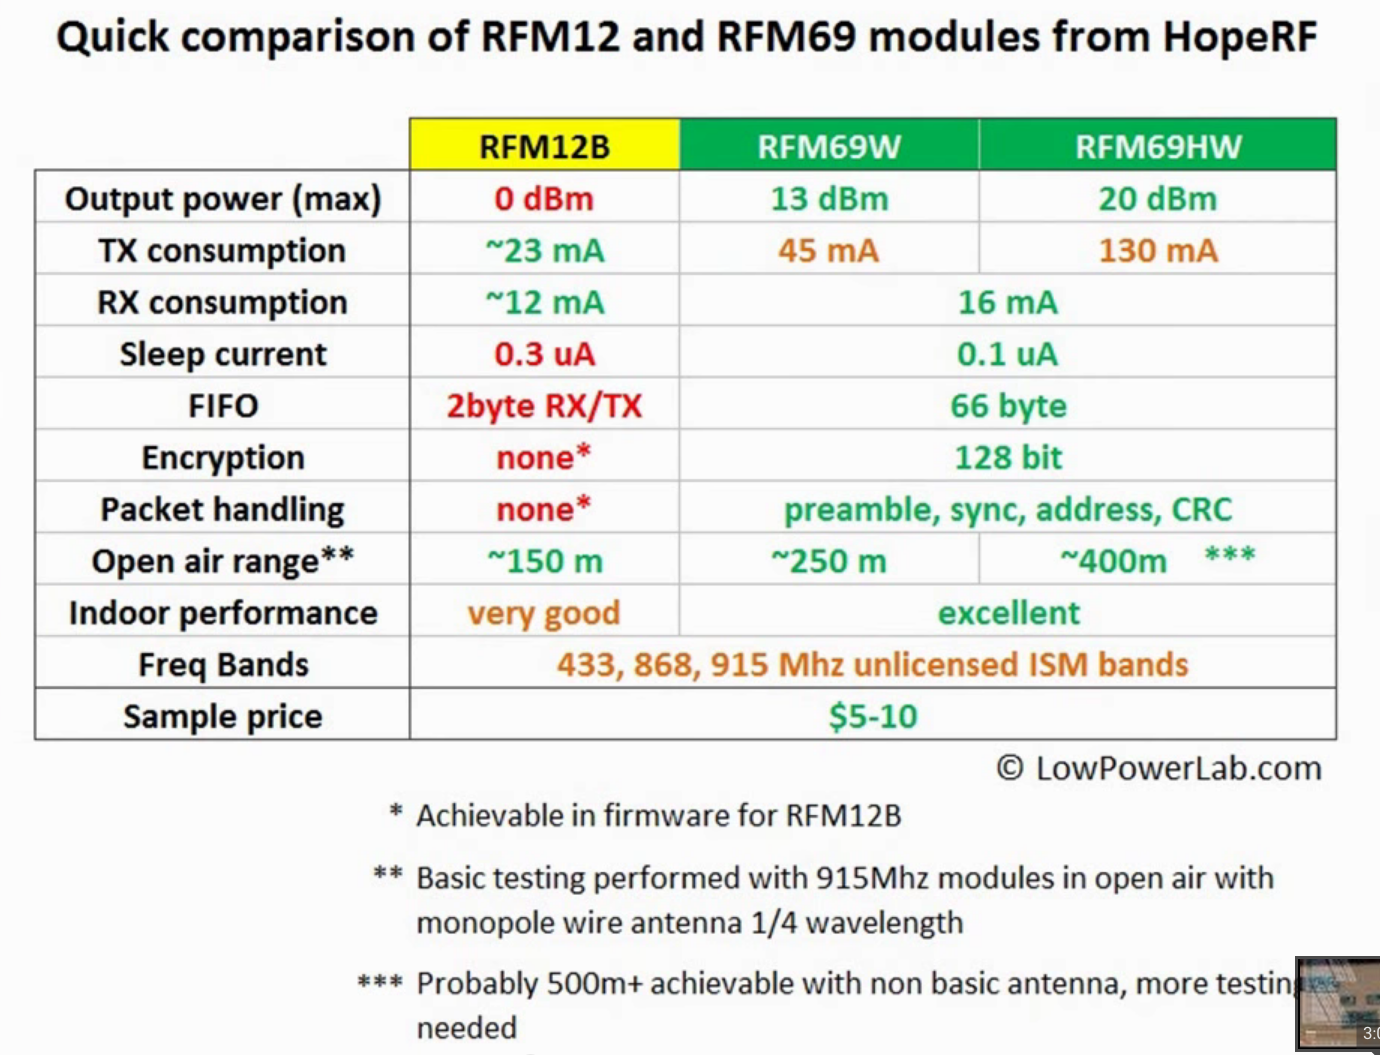 Quick comparison of RFM12 and RFM69 modules from HopeRF
RFM12B RFM69W RFM69HW
Output power (max) 0 dBm 13 dBm 20 dBm
TX consumption ~23 mA 45 mA 130 mA
RX consumption ~12 mA 16 mA
Sleep current 0.3 uA 0.1 uA
FIFO 2byte RX/TX 66 byte
Encryption none* 128 bit
Packet handling none* preamble, sync, address, CRC
Open air range** ~150 m ~250 m ~400m ***
Indoor performance very good excellent
Freq Bands 433, 868, 915 Mhz unlicensed ISM bands
Sample price $5-10
© LowPowerLab.com
* Achievable in firmware for RFM12B
** Basic testing performed with 915Mhz modules in open air with
monopole wire antenna 1/4 wavelength
*** Probably 500m+ achievable with non basic antenna, more testing
needed